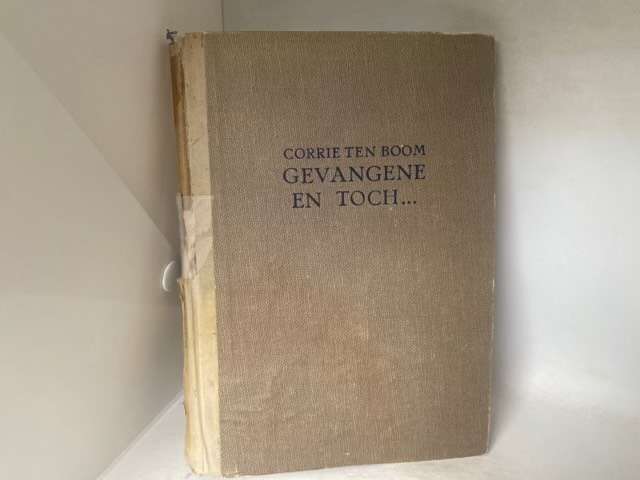 CORRIE TEN BOOM
GEVANGENE
EN TOCH...